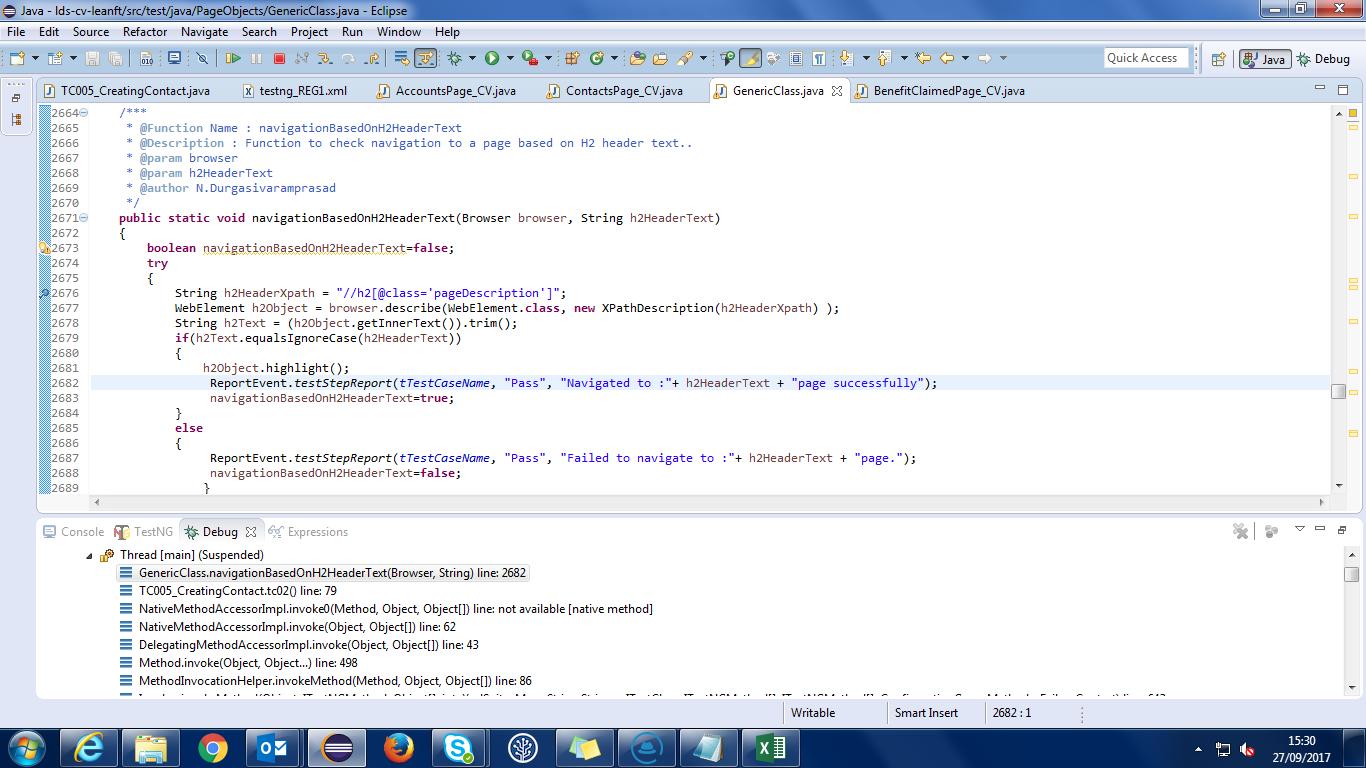 Java - lds-cv-leanft/src/test/java/PageObjects/GenericClass.java - Eclipse
File Edit Source Refactor Navigate Search Project Run Window Help
Quick Access Java Debug
TC005_CreatingContact.java testng_REG1.xml AccountsPage_CV.java ContactsPage_CV.java GenericClass.java BenefitClaimedPage_CV.java
2664 /***
2665 * @Function Name : navigationBasedOnH2HeaderText
2666 * @Description : Function to check navigation to a page based on H2 header text..
2667 * @param browser
2668 * @param h2HeaderText
2669 * @author N.Durgasivaramprasad
2670 */
2671 public static void navigationBasedOnH2HeaderText(Browser browser, String h2HeaderText)
2672 {
2673 boolean navigationBasedOnH2HeaderText=false;
2674 try
2675 {
2676 String h2HeaderXpath = "//h2[@class='pageDescription']";
2677 WebElement h2Object = browser.describe(WebElement.class, new XPathDescription(h2HeaderXpath) );
2678 String h2Text = (h2Object.getInnerText()).trim();
2679 if(h2Text.equalsIgnoreCase(h2HeaderText))
2680 {
2681 h2Object.highlight();
2682 ReportEvent.testStepReport(tTestCaseName, "Pass", "Navigated to :"+ h2HeaderText + "page successfully");
2683 navigationBasedOnH2HeaderText=true;
2684 }
2685 else
2686 {
2687 ReportEvent.testStepReport(tTestCaseName, "Pass", "Failed to navigate to :"+ h2HeaderText + "page.");
2688 navigationBasedOnH2HeaderText=false;
2689 }
Console TestNG Debug Expressions
Thread [main] (Suspended)
GenericClass.navigationBasedOnH2HeaderText(Browser, String) line: 2682
TC005_CreatingContact.tc02() line: 79
NativeMethodAccessorImpl.invoke0(Method, Object, Object[]) line: not available [native method]
NativeMethodAccessorImpl.invoke(Object, Object[]) line: 62
DelegatingMethodAccessorImpl.invoke(Object, Object[]) line: 43
Method.invoke(Object, Object...) line: 498
MethodInvocationHelper.invokeMethod(Method, Object, Object[]) line: 86
Writable Smart Insert 2682 : 1
15:30
27/09/2017